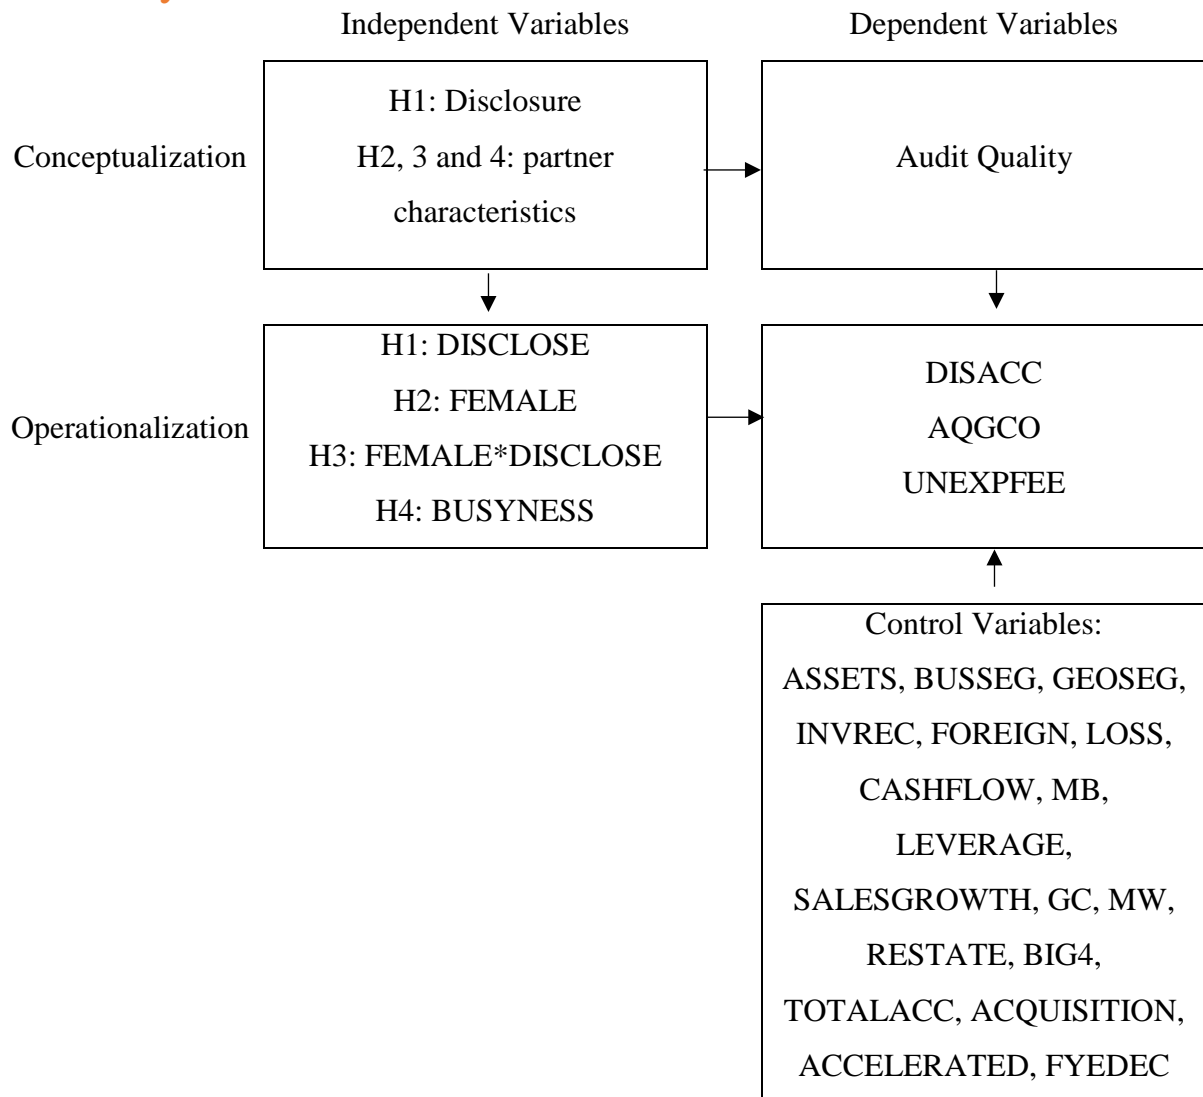 Independent Variables
Dependent Variables
Conceptualization
H1: Disclosure
H2, 3 and 4: partner
characteristics
Audit Quality
Operationalization
H1: DISCLOSE
H2: FEMALE
H3: FEMALE*DISCLOSE
H4: BUSYNESS
DISACC
AQGCO
UNEXPFEE
Control Variables:
ASSETS, BUSSEG, GEOSEG,
INVREC, FOREIGN, LOSS,
CASHFLOW, MB,
LEVERAGE,
SALESGROWTH, GC, MW,
RESTATE, BIG4,
TOTALACC, ACQUISITION,
ACCELERATED, FYEDEC